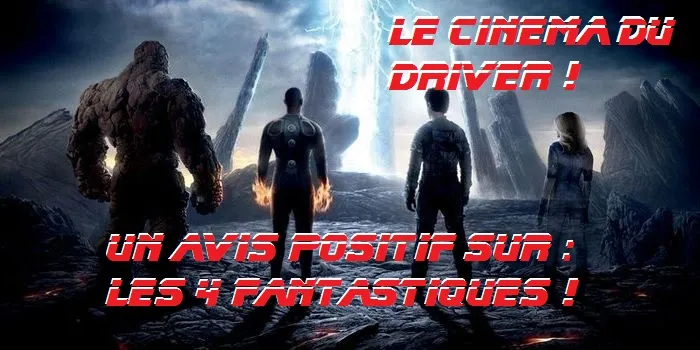 LE CINEMA DU
DRIVER !
UN AVIS POSITIF SUR :
LES 4 FANTASTIQUES !